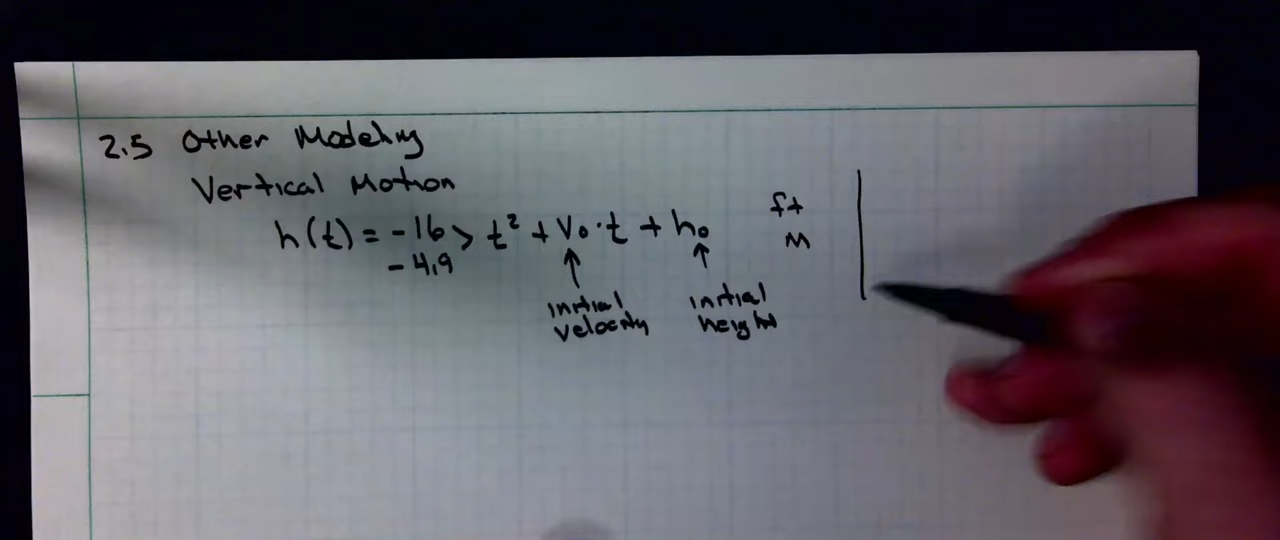 2.5 Other Modeling
Vertical Motion
h(t) = -16 > t² + v₀·t + h₀ ft
-4.9 m
initial velocity
initial height